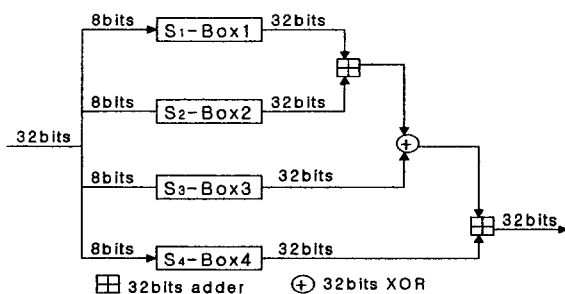 8bits S1-Box1 32bits
8bits S2-Box2 32bits
32bits
8bits S3-Box3 32bits
32bits
8bits S4-Box4 32bits
32bits adder 32bits XOR